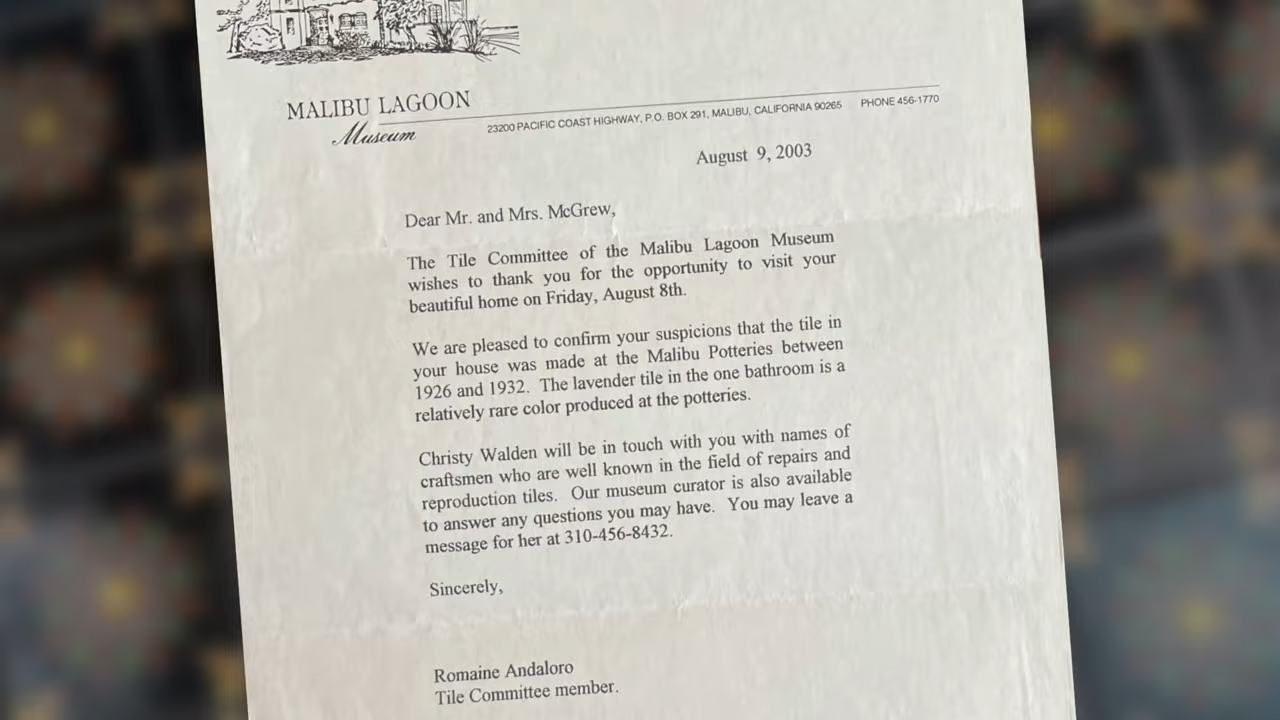 MALIBU LAGOON
Museum
23200 PACIFIC COAST HIGHWAY, P.O. BOX 291, MALIBU, CALIFORNIA 90265 PHONE 456-1770
August 9, 2003
Dear Mr. and Mrs. McGrew,
The Tile Committee of the Malibu Lagoon Museum
wishes to thank you for the opportunity to visit your
beautiful home on Friday, August 8th.
We are pleased to confirm your suspicions that the tile in
your house was made at the Malibu Potteries between
1926 and 1932. The lavender tile in the one bathroom is a
relatively rare color produced at the potteries.
Christy Walden will be in touch with you with names of
craftsmen who are well known in the field of repairs and
reproduction tiles. Our museum curator is also available
to answer any questions you may have. You may leave a
message for her at 310-456-8432.
Sincerely,
Romaine Andaloro
Tile Committee member.